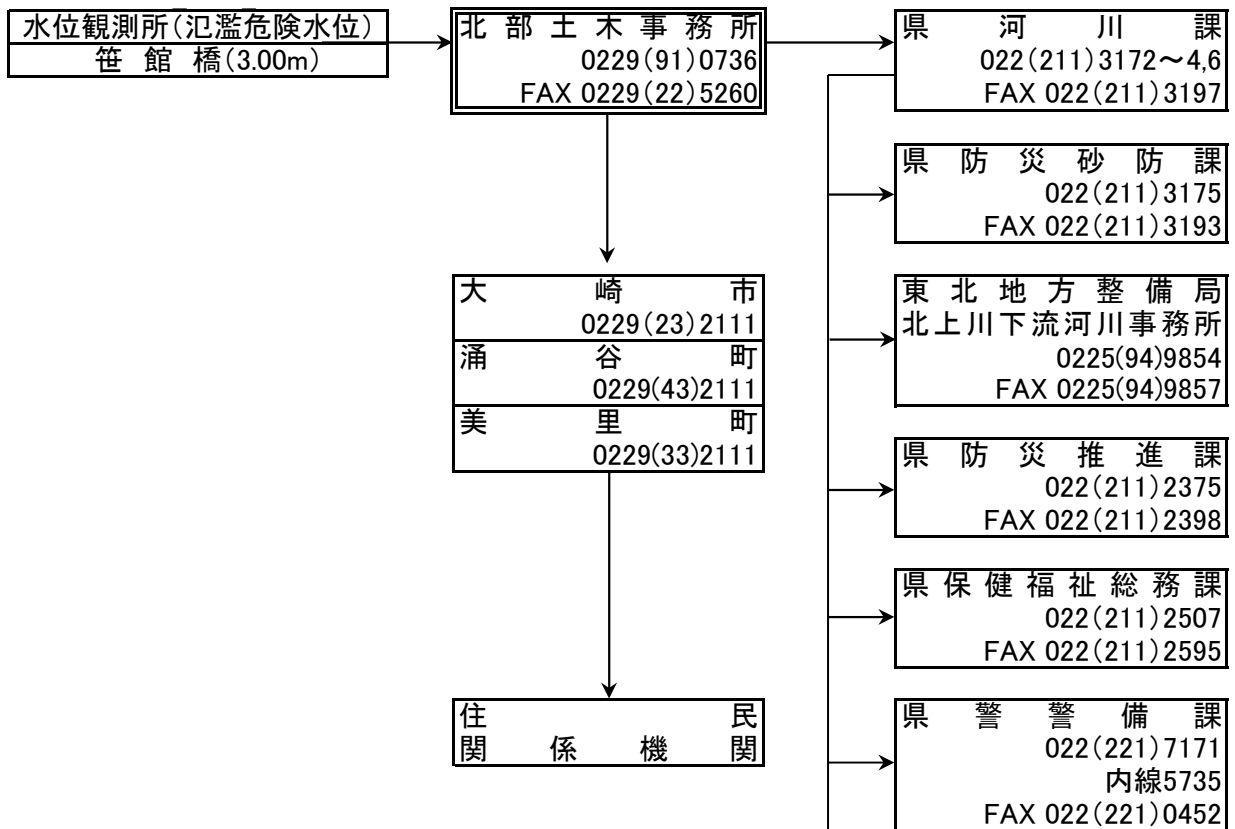 水位観測所(氾濫危険水位)
笹館橋(3.00m)
北部土木事務所
0229(91)0736
FAX 0229(22)5260
大崎市
0229(23)2111
涌谷町
0229(43)2111
美里町
0229(33)2111
住民
関係機関
県河川課
022(211)3172～4,6
FAX 022(211)3197
県防災砂防課
022(211)3175
FAX 022(211)3193
東北地方整備局
北上川下流河川事務所
0225(94)9854
FAX 0225(94)9857
県防災推進課
022(211)2375
FAX 022(211)2398
県保健福祉総務課
022(211)2507
FAX 022(211)2595
県警警備課
022(221)7171
内線5735
FAX 022(221)0452